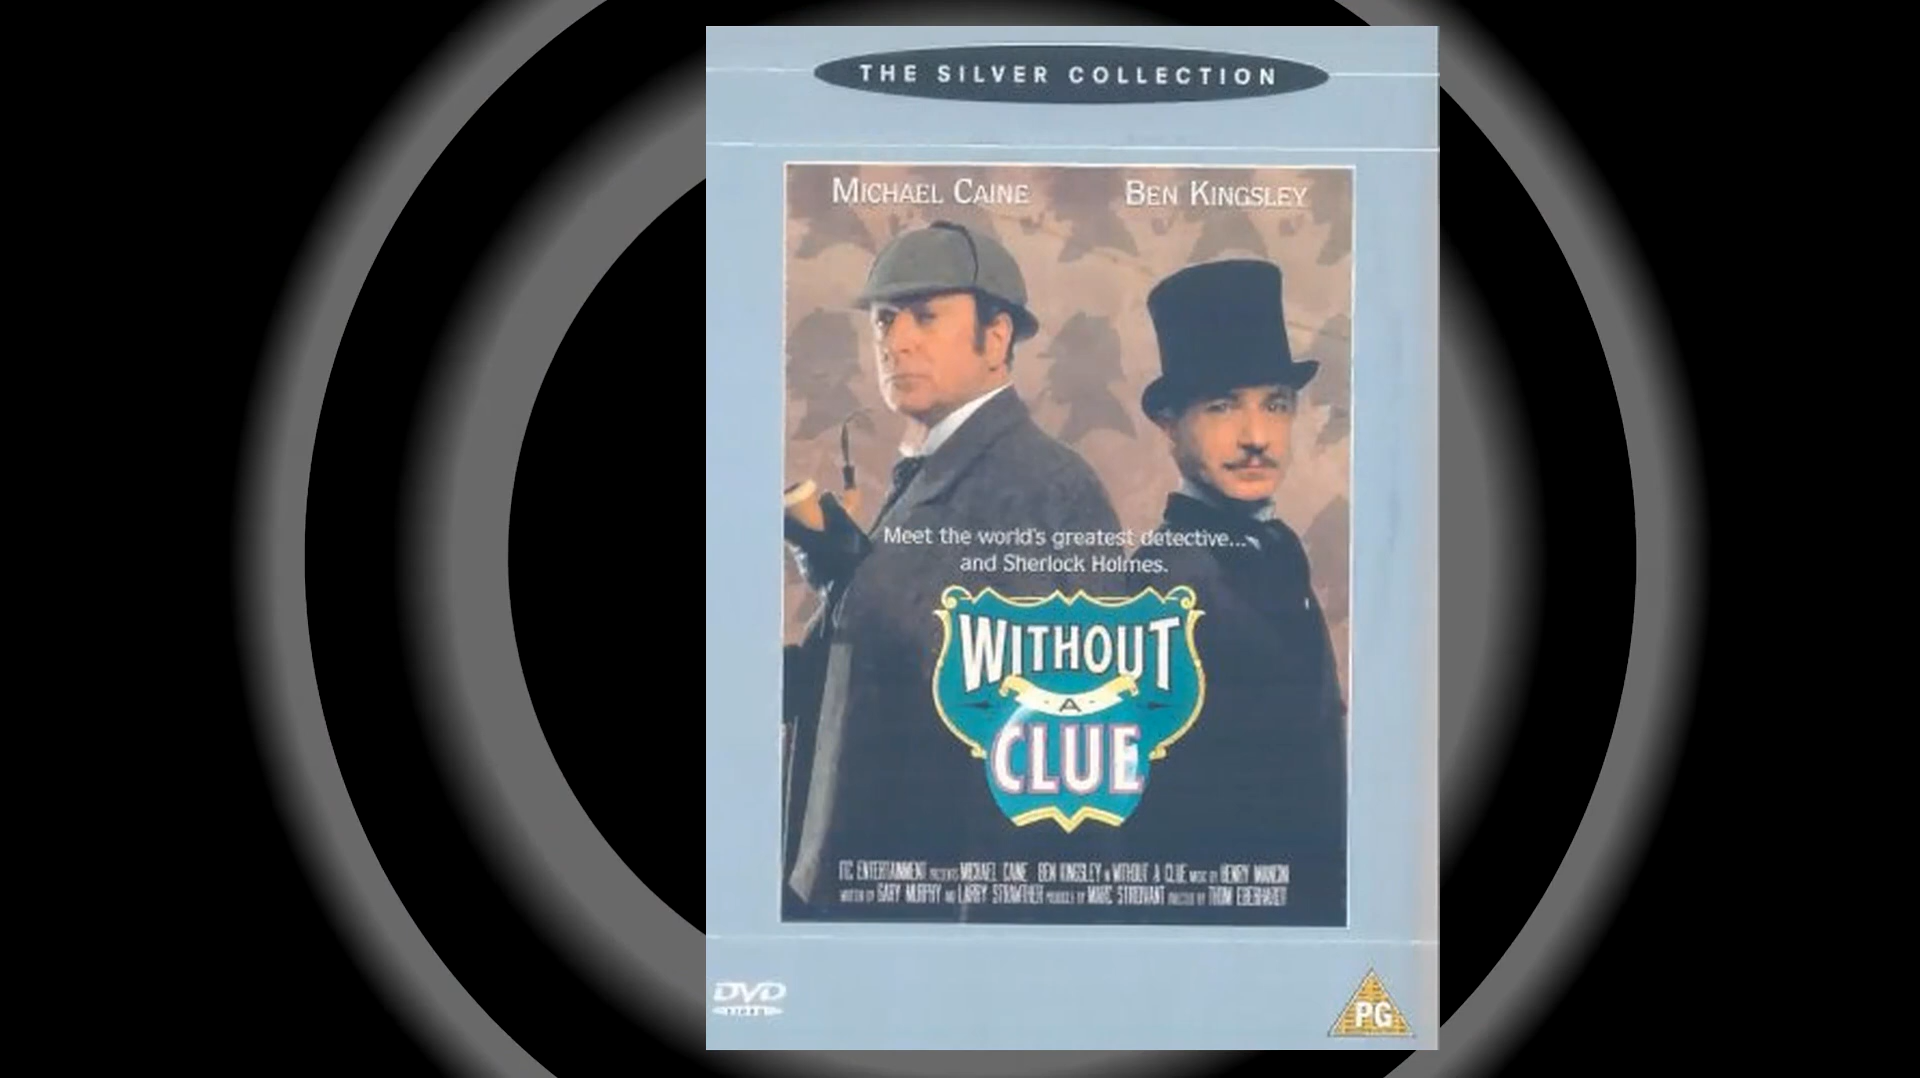 THE SILVER COLLECTION
MICHAEL CAINE BEN KINGSLEY
Meet the world's greatest detective...
and Sherlock Holmes.
WITHOUT
A
CLUE
ITC ENTERTAINMENT PRESENTS MICHAEL CAINE BEN KINGSLEY IN WITHOUT A CLUE MUSIC BY HENRY MANCINI
WRITTEN BY GARY MURPHY AND LARRY STRAWTHER PRODUCED BY MARC STIRDIVANT DIRECTED BY THOM EBERHARDT
DVD
PG